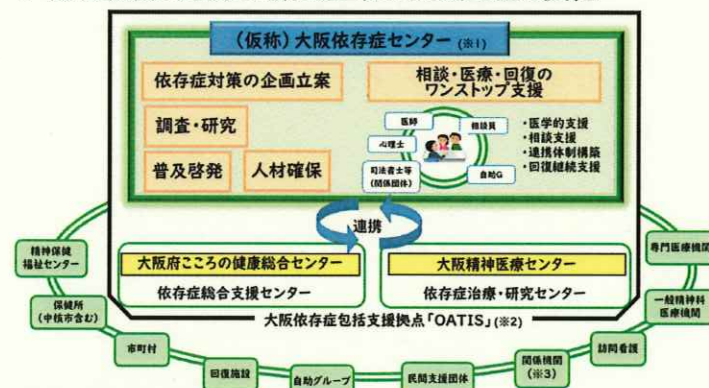 (仮称)大阪依存症センター(※1)
依存症対策の企画立案
相談・医療・回復の
ワンストップ支援
調査・研究
普及啓発
人材確保
医師
相談員
心理士
司法書士等
(関係団体)
自助G
・医学的支援
・相談支援
・連携体制構築
・回復継続支援
連携
大阪府こころの健康総合センター
依存症総合支援センター
大阪精神医療センター
依存症治療・研究センター
大阪依存症包括支援拠点「OATIS」(※2)
精神保健
福祉センター
保健所
(中核市含む)
市町村
回復施設
自助グループ
民間支援団体
関係機関
(※3)
訪問看護
一般精神科
医療機関
専門医療機関